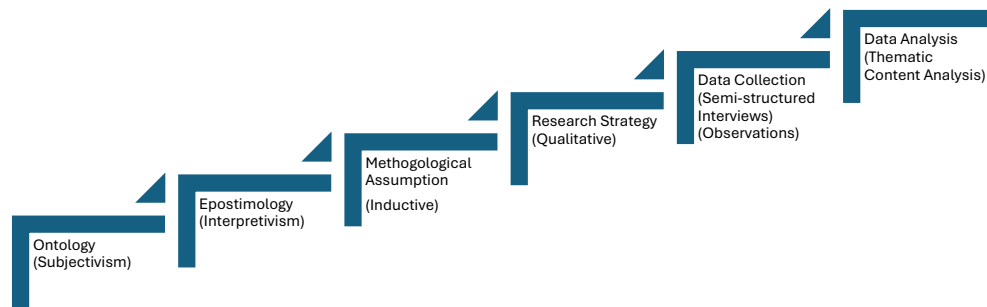 Ontology
(Subjectivism)
Epostimology
(Interpretivism)
Methogological
Assumption
(Inductive)
Research Strategy
(Qualitative)
Data Collection
(Semi-structured
Interviews)
(Observations)
Data Analysis
(Thematic
Content Analysis)